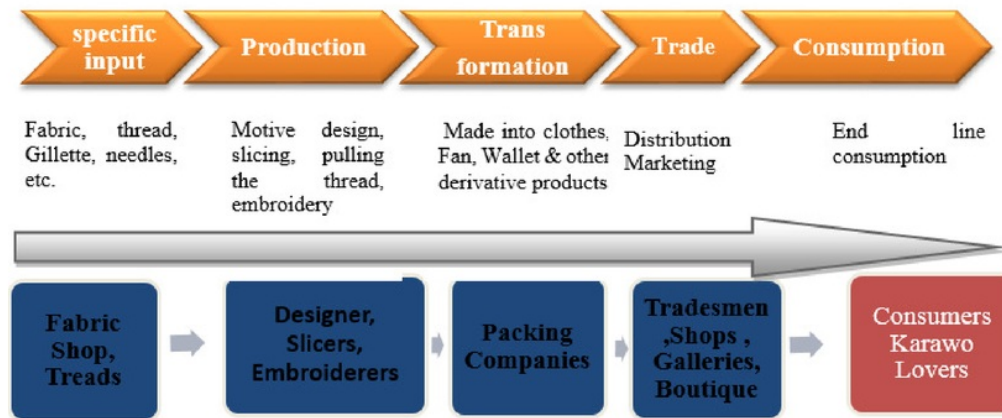 specific
input
Production
Trans
formation
Trade
Consumption
Fabric, thread,
Gillette, needles,
etc.
Motive design,
slicing, pulling
the thread,
embroidery
Made into clothes,
Fan, Wallet & other
derivative products
Distribution
Marketing
End line
consumption
Fabric
Shop,
Treads
Designer,
Slicers,
Embroiderers
Packing
Companies
Tradesmen
,Shops ,
Galleries,
Boutique
Consumers
Karawo
Lovers